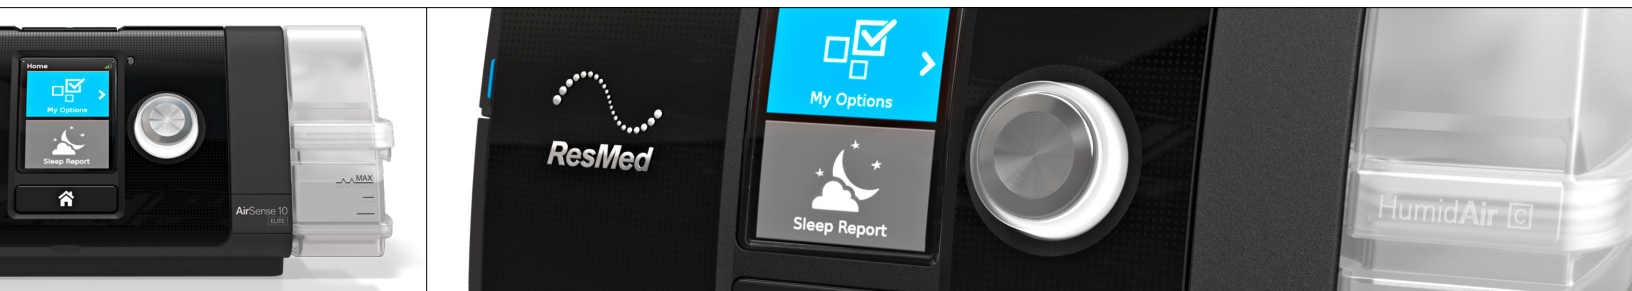 Home
My Options
Sleep Report
MAX
AirSense 10
ELITE
ResMed
My Options
Sleep Report
HumidAir C